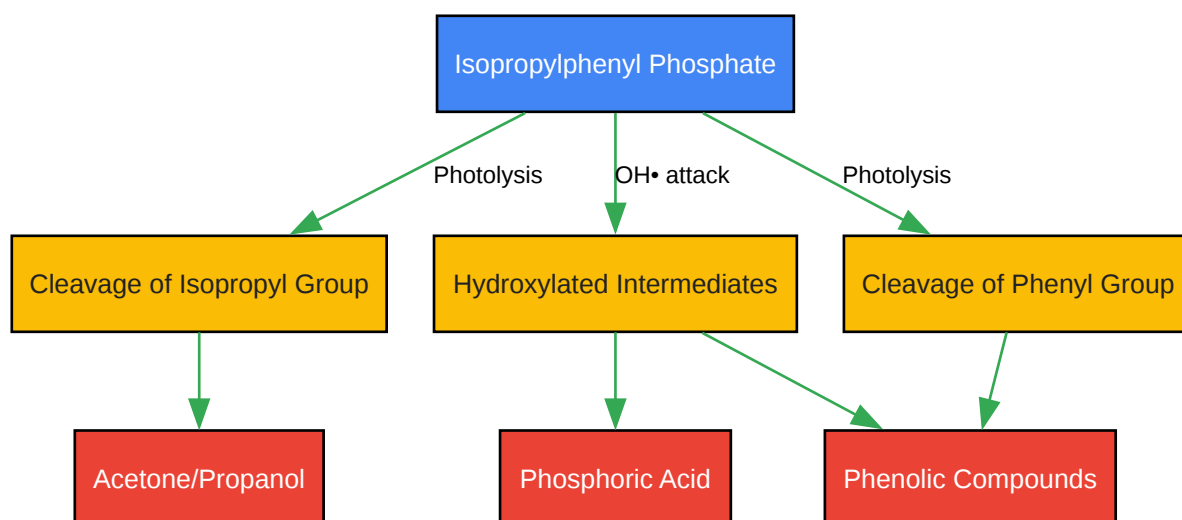 Isopropylphenyl Phosphate
Photolysis
OH• attack
Photolysis
Cleavage of Isopropyl Group
Hydroxylated Intermediates
Cleavage of Phenyl Group
Acetone/Propanol
Phosphoric Acid
Phenolic Compounds